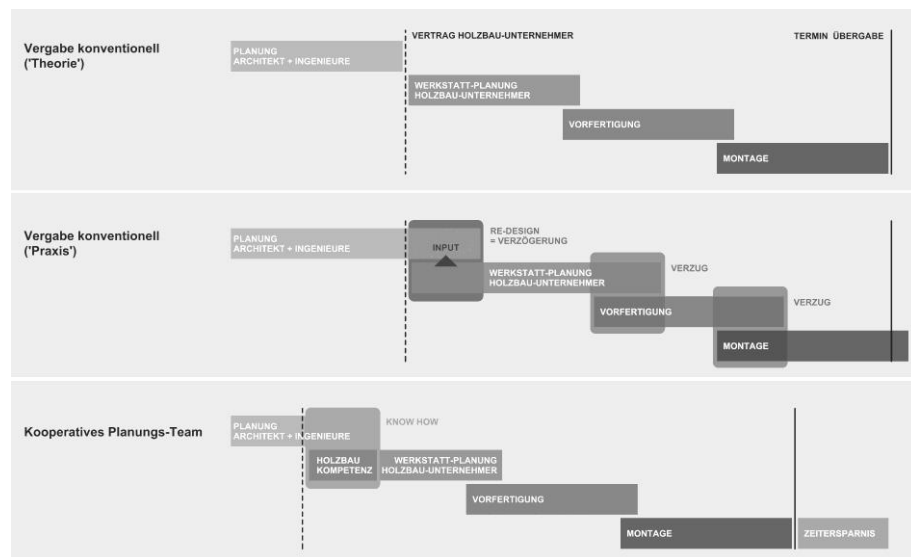 Vergabe konventionell
('Theorie')
PLANUNG
ARCHITEKT + INGENIEURE
VERTRAG HOLZBAU-UNTERNEHMER
TERMIN ÜBERGABE
WERKSTATT-PLANUNG
HOLZBAU-UNTERNEHMER
VORFERTIGUNG
MONTAGE
Vergabe konventionell
('Praxis')
PLANUNG
ARCHITEKT + INGENIEURE
INPUT
RE-DESIGN
= VERZÖGERUNG
WERKSTATT-PLANUNG
HOLZBAU-UNTERNEHMER
VERZUG
VORFERTIGUNG
VERZUG
MONTAGE
Kooperatives Planungs-Team
PLANUNG
ARCHITEKT + INGENIEURE
KNOW HOW
HOLZBAU
KOMPETENZ
WERKSTATT-PLANUNG
HOLZBAU-UNTERNEHMER
VORFERTIGUNG
MONTAGE
ZEITERSPARNIS